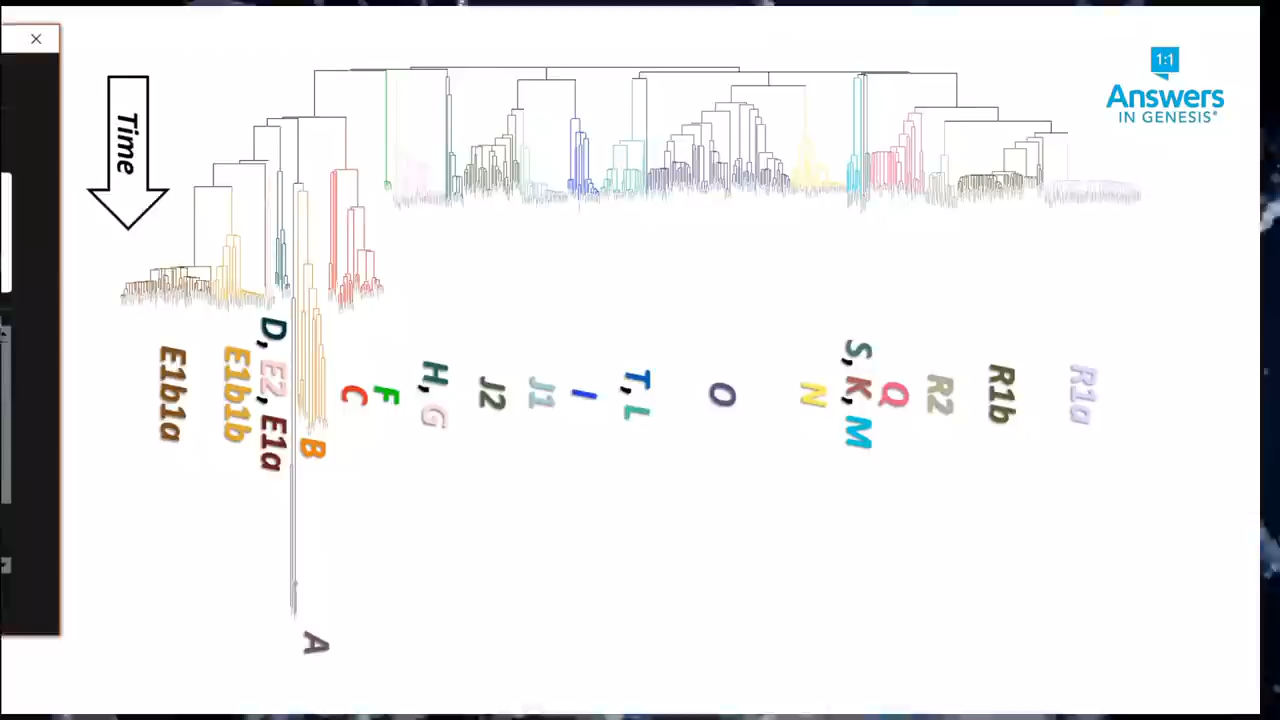 1:1
Answers
IN GENESIS®
Time
E1b1a
E1b1b
D,
E2, E1a
B
A
C
F
H, G
J2
J1
I
T, L
O
N
S, K, M
Q
R2
R1b
R1a